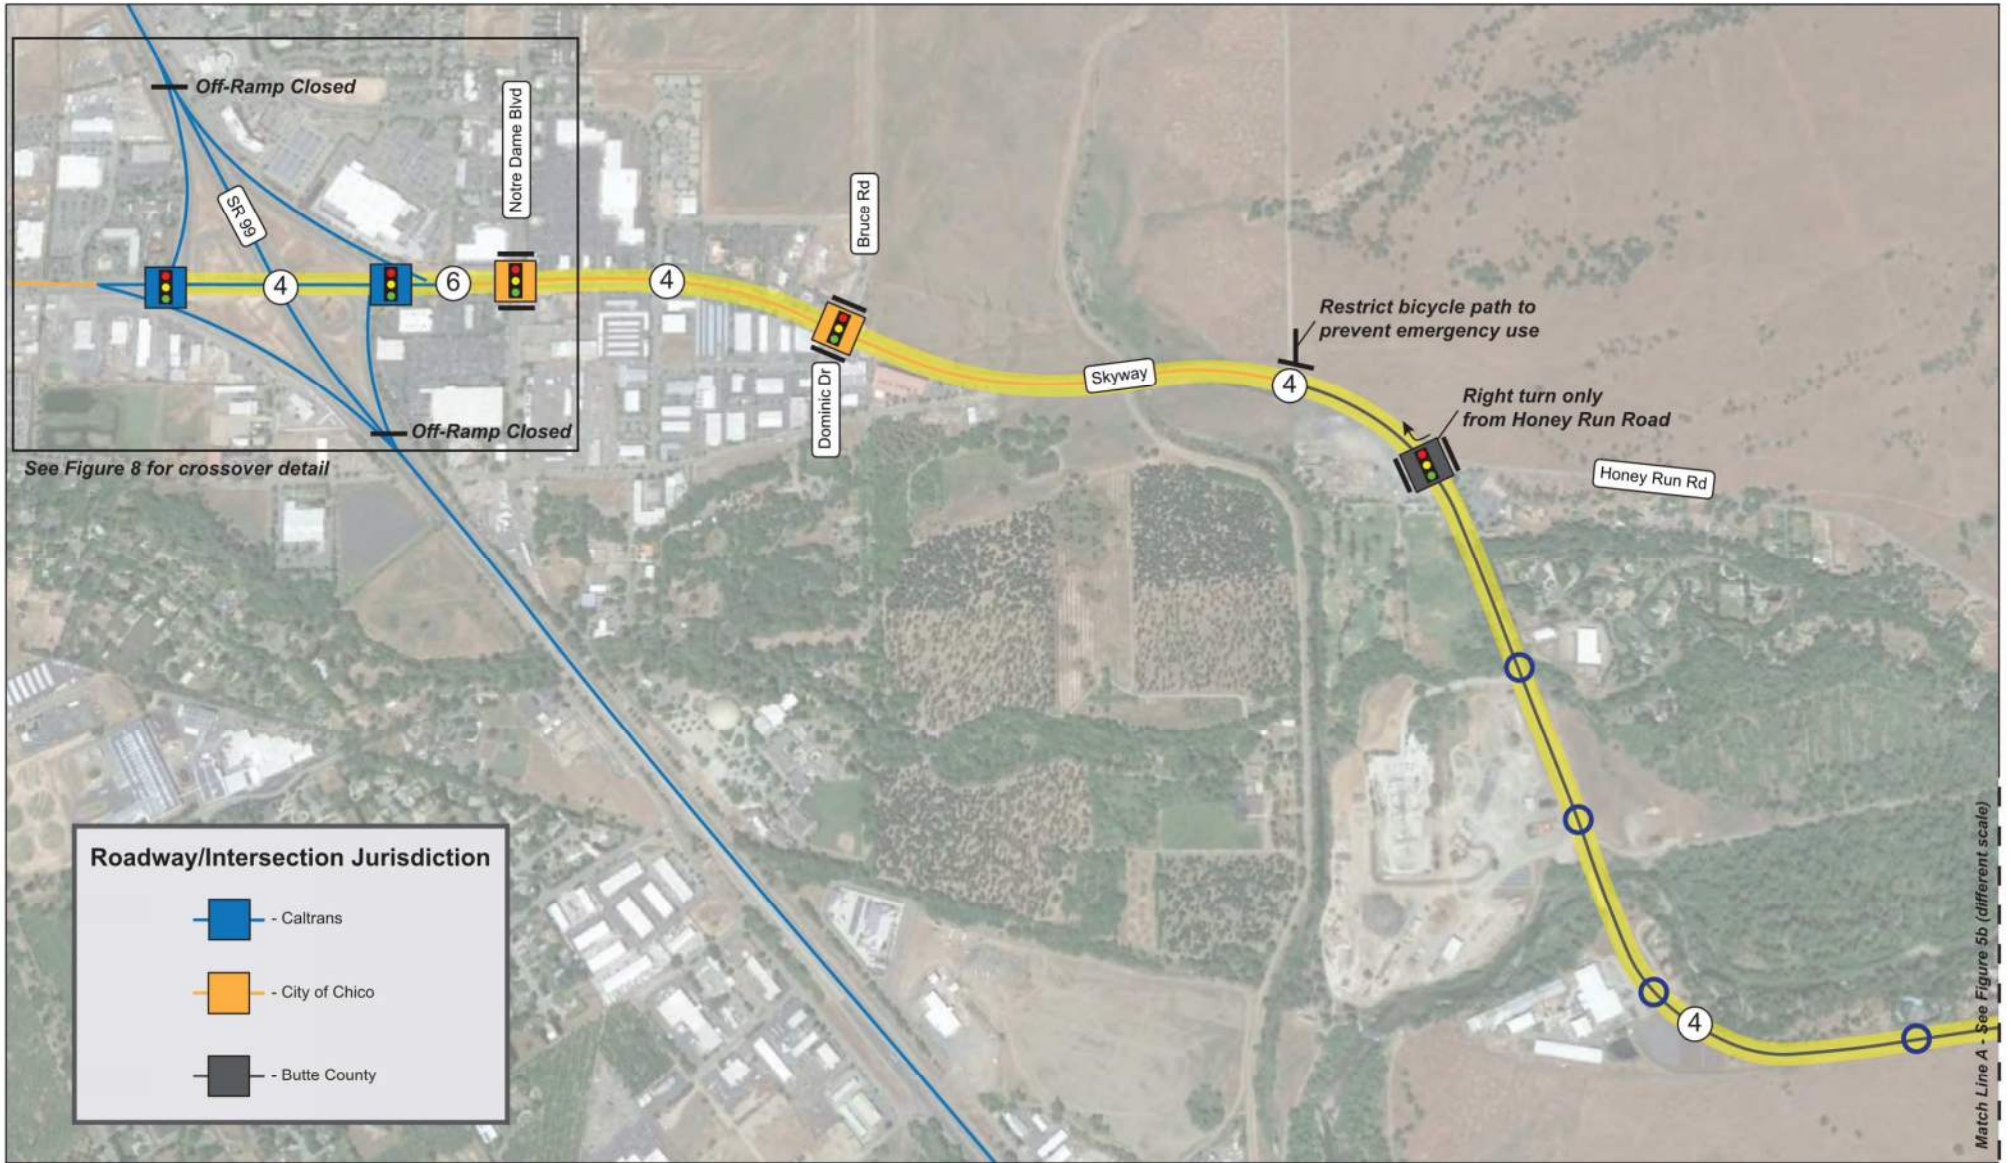 Off-Ramp Closed
Notre Dame Blvd
SR 99
Bruce Rd
4
6
4
Restrict bicycle path to
prevent emergency use
Skyway
4
Dominic Dr
Right turn only
from Honey Run Road
Off-Ramp Closed
See Figure 8 for crossover detail
Honey Run Rd
4
Match Line A - See Figure 5b (different scale)
Roadway/Intersection Jurisdiction
- Caltrans
- City of Chico
- Butte County